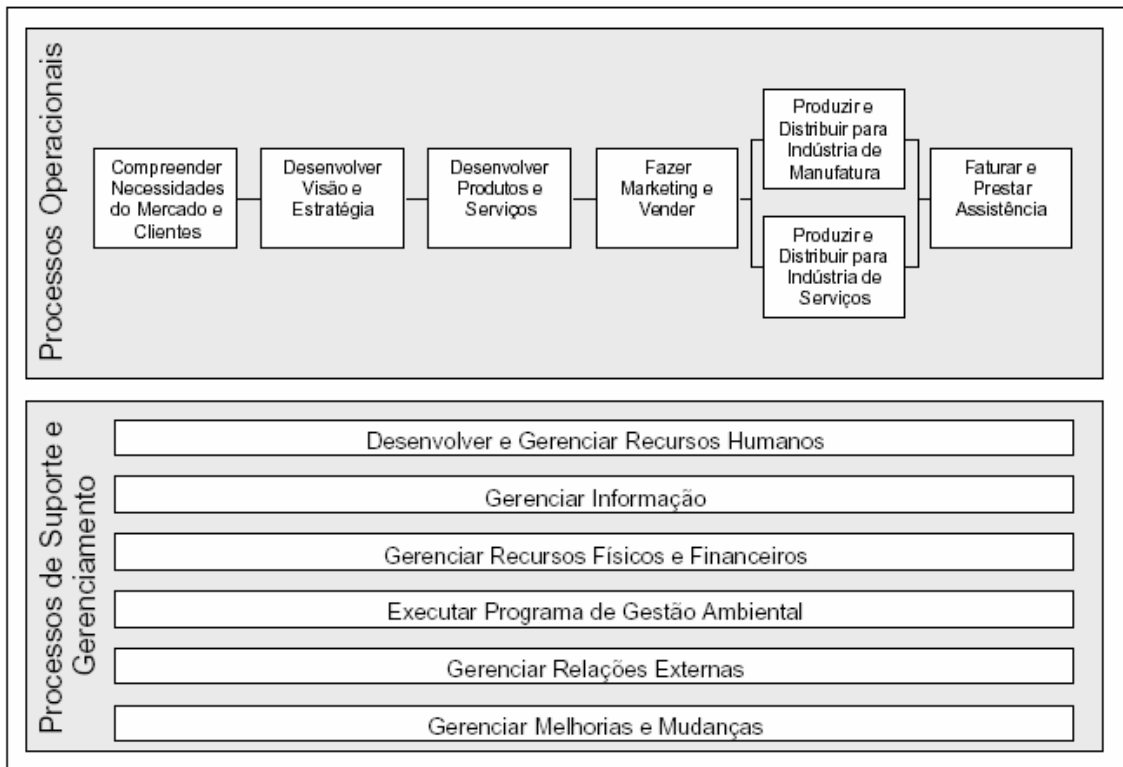 Processos Operacionais
Compreender
Necessidades
do Mercado e
Clientes
Desenvolver
Visão e
Estratégia
Desenvolver
Produtos e
Serviços
Fazer
Marketing e
Vender
Produzir e
Distribuir para
Indústria de
Manufatura
Produzir e
Distribuir para
Indústria de
Serviços
Faturar e
Prestar
Assistência
Processos de Suporte e
Gerenciamento
Desenvolver e Gerenciar Recursos Humanos
Gerenciar Informação
Gerenciar Recursos Físicos e Financeiros
Executar Programa de Gestão Ambiental
Gerenciar Relações Externas
Gerenciar Melhorias e Mudanças